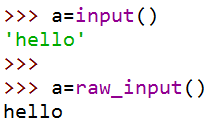 >>> a=input()
'hello'
>>>
>>> a=raw_input()
hello